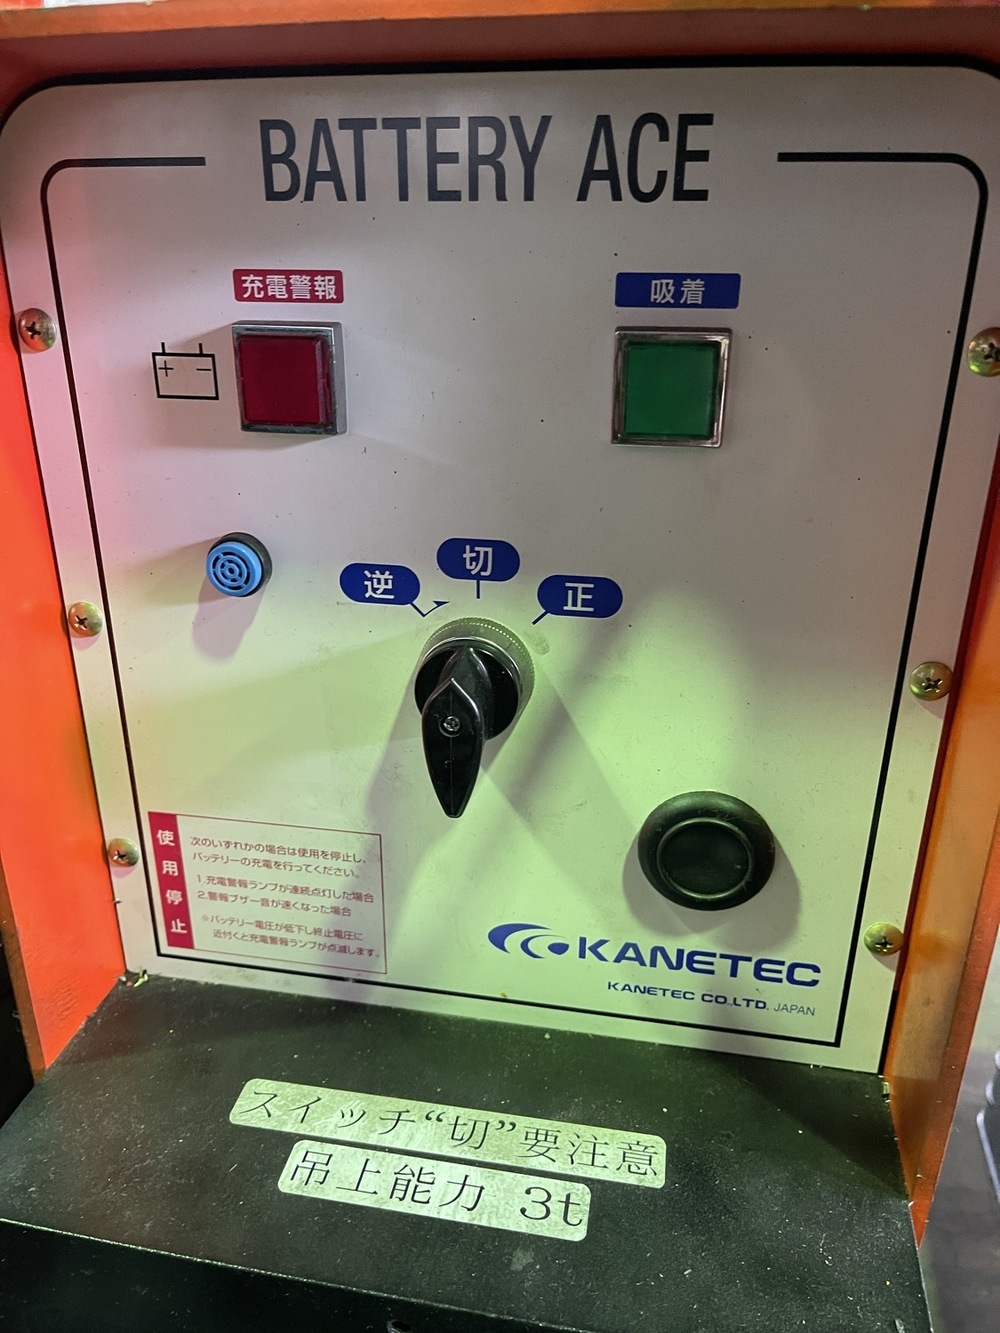 BATTERY ACE
充電警報
吸着
+ −
逆
切
正
使用停止
次のいずれかの場合は使用を停止し、
バッテリーの充電を行ってください。
1.充電警報ランプが連続点灯した場合
2.警報ブザー音が速くなった場合
※バッテリー電圧が低下し終止電圧に
近付くと充電警報ランプが点滅します。
KANETEC
KANETEC CO.LTD. JAPAN
スイッチ“切”要注意
吊上能力 3t